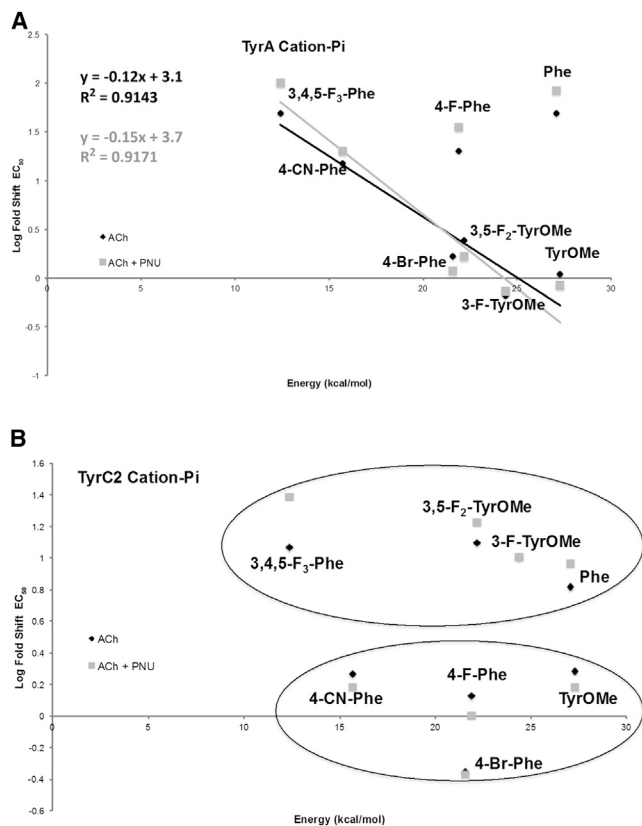 A
TyrA Cation-Pi
y = -0.12x + 3.1
R² = 0.9143
y = -0.15x + 3.7
R² = 0.9171
Log Fold Shift EC₅₀
2.5
2
1.5
1
0.5
0
-0.5
-1
0 5 10 15 20 25 30
3,4,5-F₃-Phe
4-CN-Phe
4-F-Phe
Phe
3,5-F₂-TyrOMe
4-Br-Phe
TyrOMe
3-F-TyrOMe
ACh
ACh + PNU
Energy (kcal/mol)
B
TyrC2 Cation-Pi
Log Fold Shift EC₅₀
1.6
1.4
1.2
1
0.8
0.6
0.4
0.2
0
-0.2
-0.4
-0.6
0 5 10 15 20 25 30
3,5-F₂-TyrOMe
3-F-TyrOMe
3,4,5-F₃-Phe
Phe
ACh
ACh + PNU
4-F-Phe
4-CN-Phe
TyrOMe
4-Br-Phe
Energy (kcal/mol)